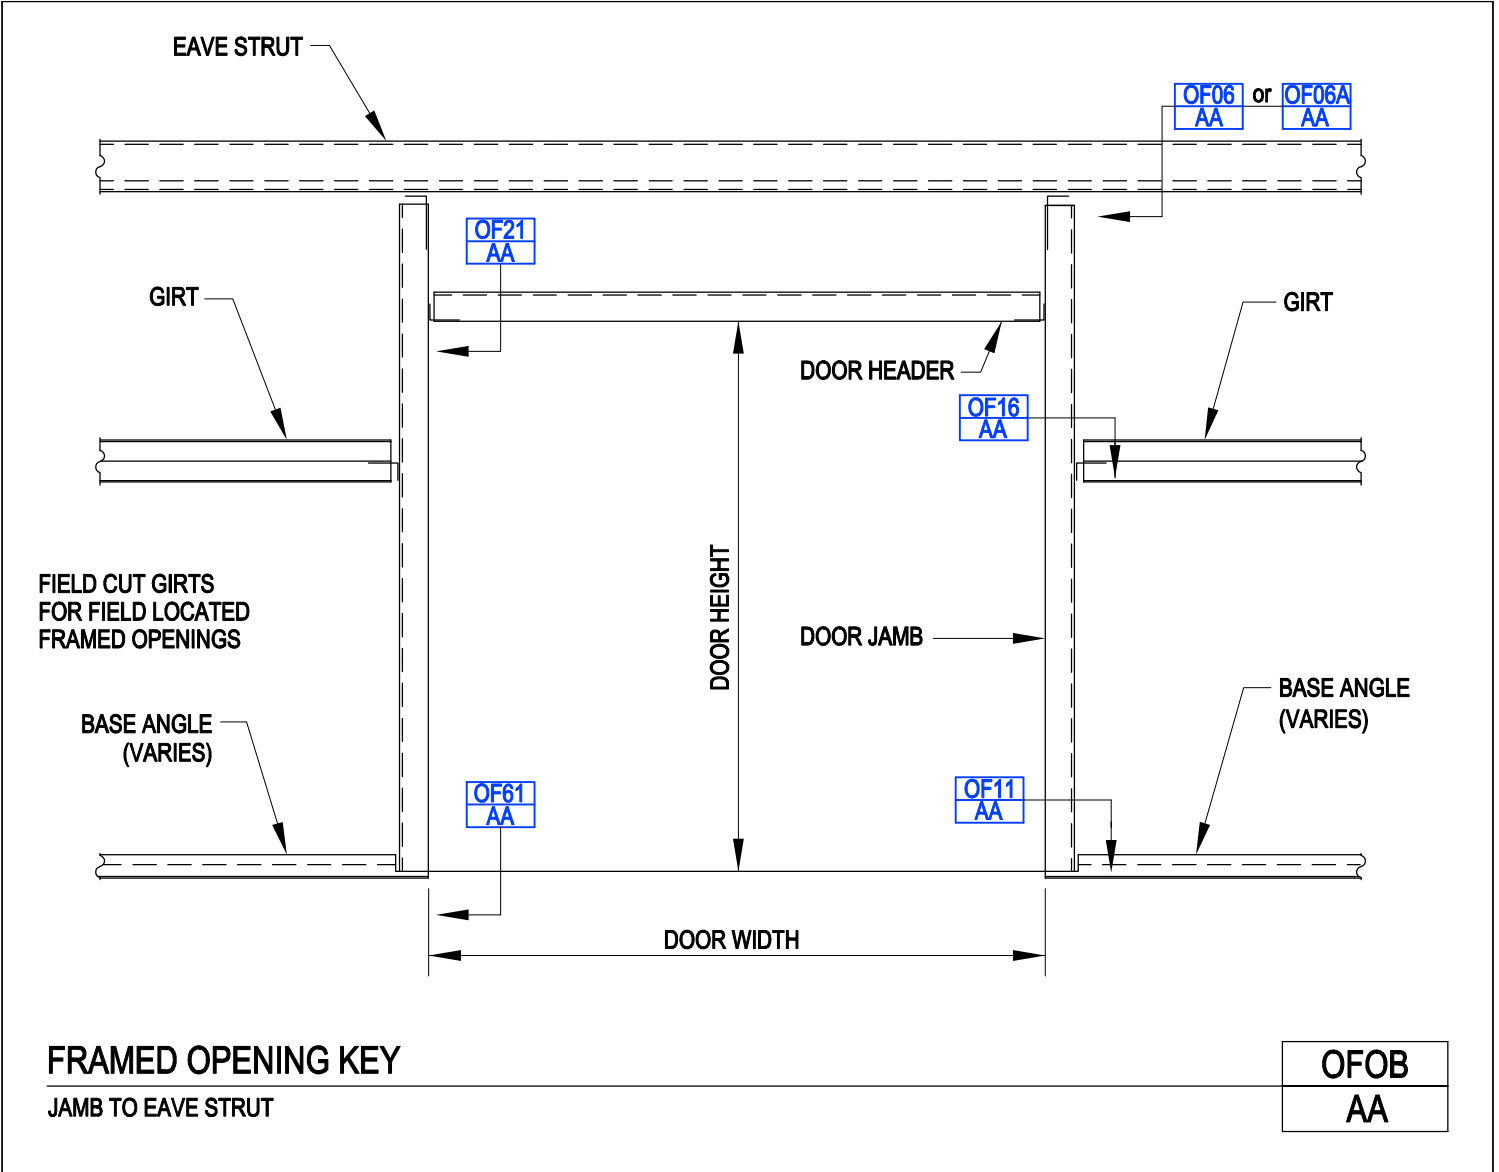 EAVE STRUT
OF06 or OF06A
AA AA
OF21
AA
GIRT
GIRT
DOOR HEADER
OF16
AA
DOOR HEIGHT
FIELD CUT GIRTS
FOR FIELD LOCATED
FRAMED OPENINGS
DOOR JAMB
BASE ANGLE
(VARIES)
BASE ANGLE
(VARIES)
OF61
AA
OF11
AA
DOOR WIDTH
FRAMED OPENING KEY
JAMB TO EAVE STRUT
OFOB
AA